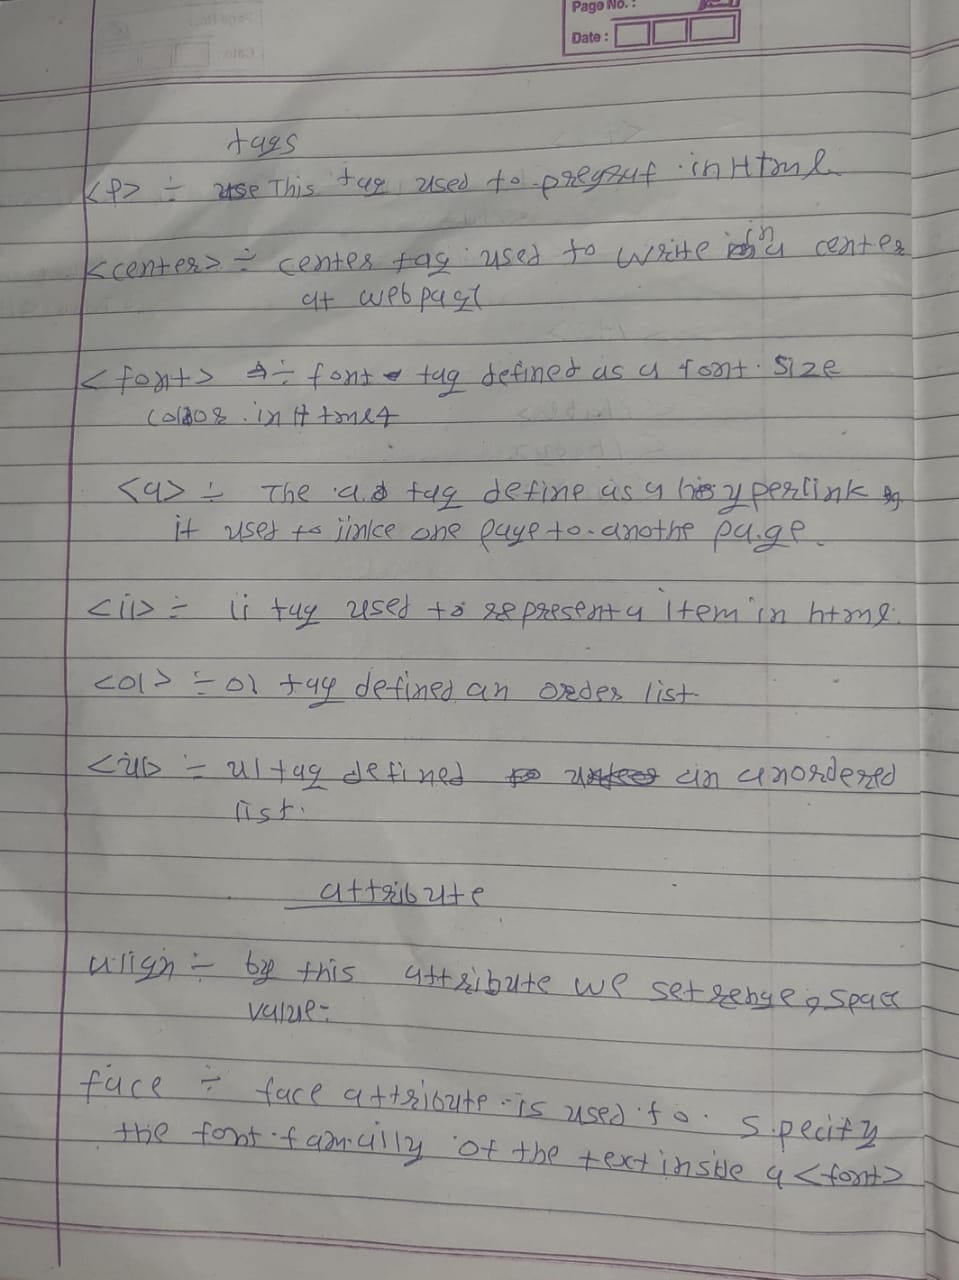 Page No. :
Date :
tags
<p> ÷ use This tag used to pregraf in Html
<center> ÷ center tag used to write in a center
at webpage
<font> ÷ font tag defined as a font size
color in Html
<a> ÷ The a tag define as a hyperlink
it used to linke one page to anothe page
<li> ÷ li tag used to represent a item in html.
<ol> ÷ ol tag defined an order list
<ul> ÷ ul tag defined an unordered
list.
attribute
align ÷ by this attribute we set renge, space
value
face ÷ face attribute is used to specify
the font family of the text inside a <font>